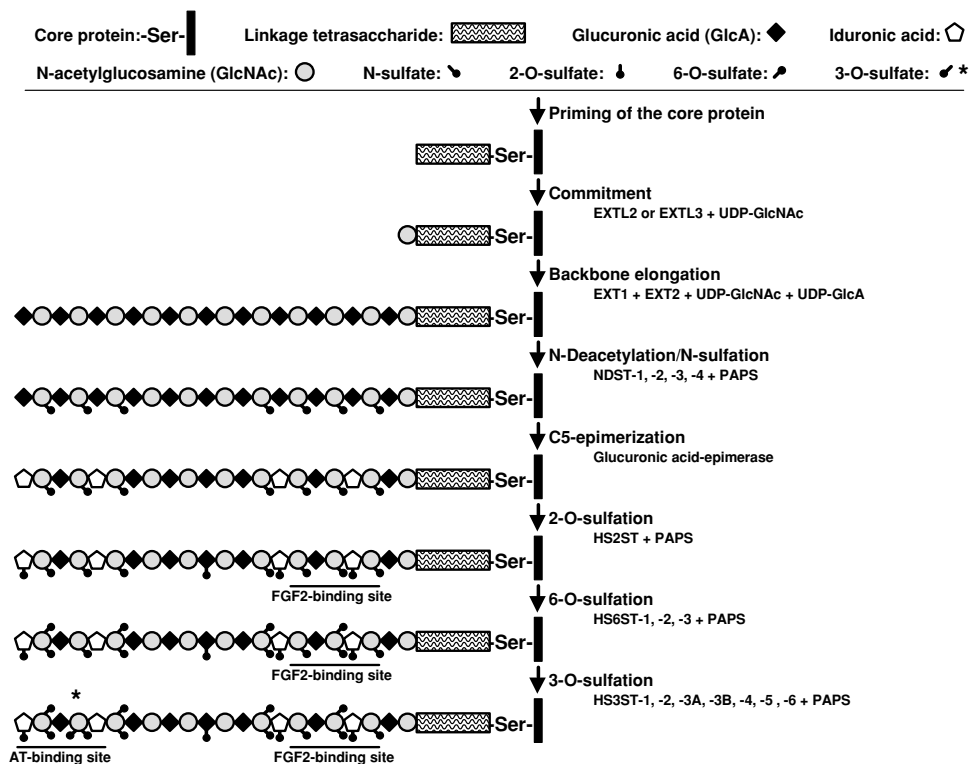 Core protein:-Ser- Linkage tetrasaccharide: Glucuronic acid (GlcA): Iduronic acid:
N-acetylglucosamine (GlcNAc): N-sulfate: 2-O-sulfate: 6-O-sulfate: 3-O-sulfate: *
Priming of the core protein
-Ser-
Commitment
EXTL2 or EXTL3 + UDP-GlcNAc
-Ser-
Backbone elongation
EXT1 + EXT2 + UDP-GlcNAc + UDP-GlcA
-Ser-
N-Deacetylation/N-sulfation
NDST-1, -2, -3, -4 + PAPS
-Ser-
C5-epimerization
Glucuronic acid-epimerase
-Ser-
2-O-sulfation
HS2ST + PAPS
-Ser-
FGF2-binding site
6-O-sulfation
HS6ST-1, -2, -3 + PAPS
-Ser-
FGF2-binding site
3-O-sulfation
HS3ST-1, -2, -3A, -3B, -4, -5 , -6 + PAPS
*
-Ser-
AT-binding site FGF2-binding site